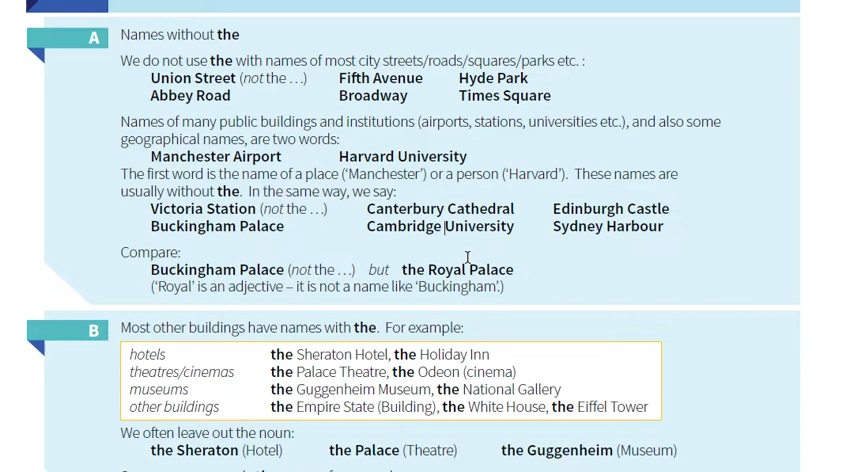 A Names without the
We do not use the with names of most city streets/roads/squares/parks etc. :
Union Street (not the …) Fifth Avenue Hyde Park
Abbey Road Broadway Times Square
Names of many public buildings and institutions (airports, stations, universities etc.), and also some
geographical names, are two words:
Manchester Airport Harvard University
The first word is the name of a place (‘Manchester’) or a person (‘Harvard’). These names are
usually without the. In the same way, we say:
Victoria Station (not the …) Canterbury Cathedral Edinburgh Castle
Buckingham Palace Cambridge University Sydney Harbour
Compare:
Buckingham Palace (not the …) but the Royal Palace
(‘Royal’ is an adjective – it is not a name like ‘Buckingham’.)
B Most other buildings have names with the. For example:
hotels the Sheraton Hotel, the Holiday Inn
theatres/cinemas the Palace Theatre, the Odeon (cinema)
museums the Guggenheim Museum, the National Gallery
other buildings the Empire State (Building), the White House, the Eiffel Tower
We often leave out the noun:
the Sheraton (Hotel) the Palace (Theatre) the Guggenheim (Museum)